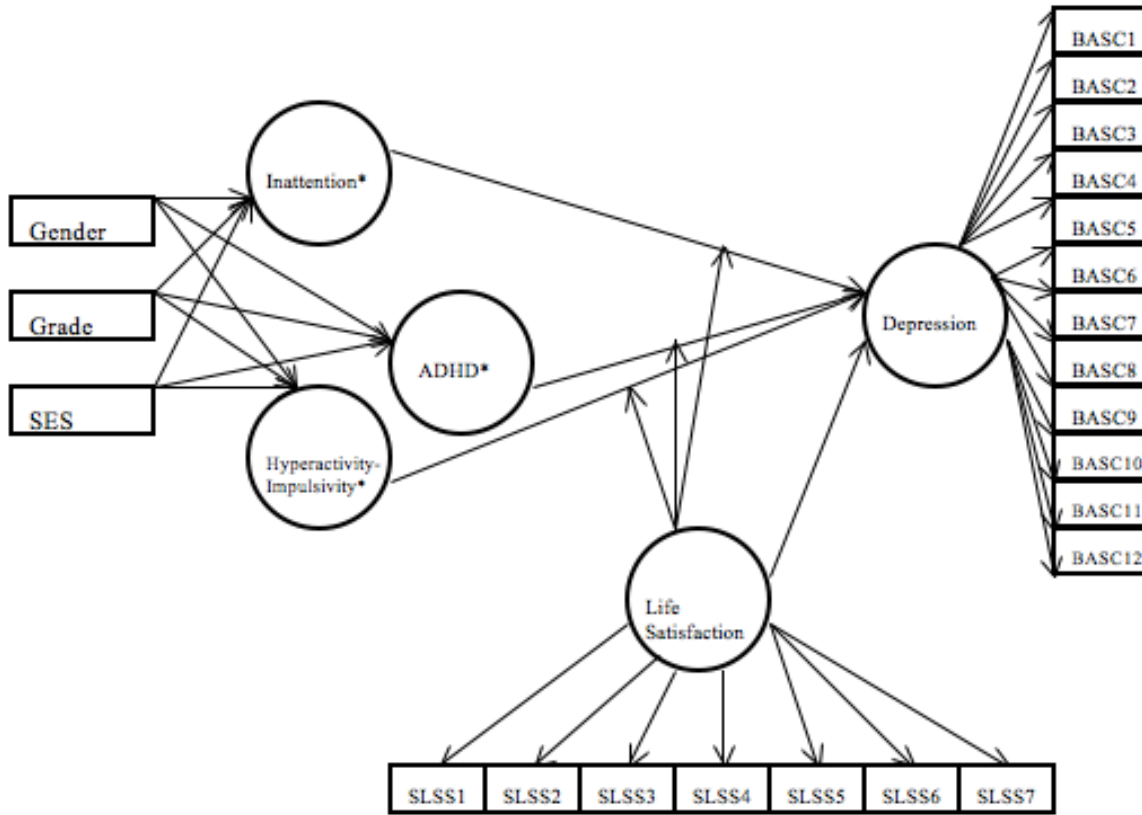 Gender
Grade
SES
Inattention*
ADHD*
Hyperactivity-
Impulsivity*
Life
Satisfaction
Depression
BASC1
BASC2
BASC3
BASC4
BASC5
BASC6
BASC7
BASC8
BASC9
BASC10
BASC11
BASC12
SLSS1
SLSS2
SLSS3
SLSS4
SLSS5
SLSS6
SLSS7